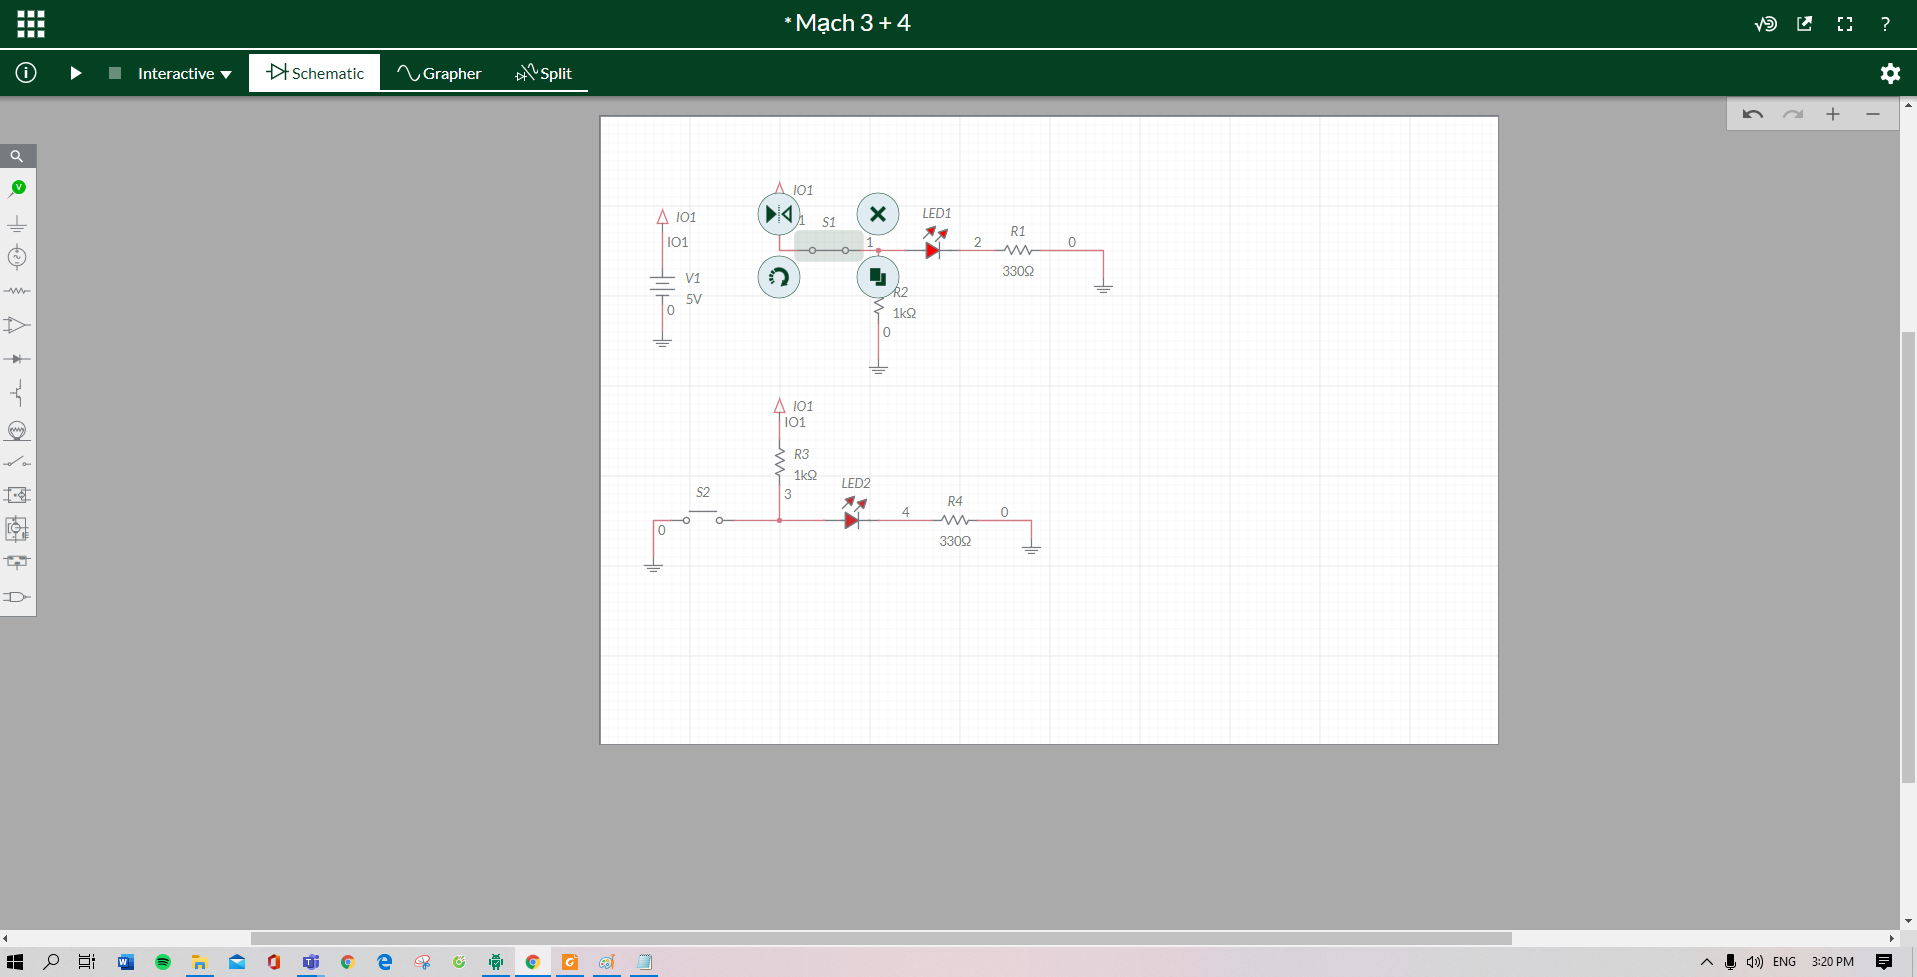 *Mạch 3 + 4
?
Interactive
Schematic
Grapher
Split
V
IO1
IO1
V1
5V
0
IO1
1
S1
1
LED1
2
R1
330Ω
0
R2
1kΩ
0
IO1
IO1
R3
1kΩ
3
S2
0
LED2
4
R4
330Ω
0
ENG
3:20 PM